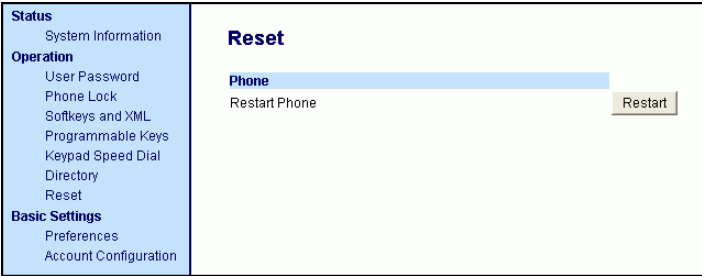 Status
System Information
Operation
User Password
Phone Lock
Softkeys and XML
Programmable Keys
Keypad Speed Dial
Directory
Reset
Basic Settings
Preferences
Account Configuration
Reset
Phone
Restart Phone Restart